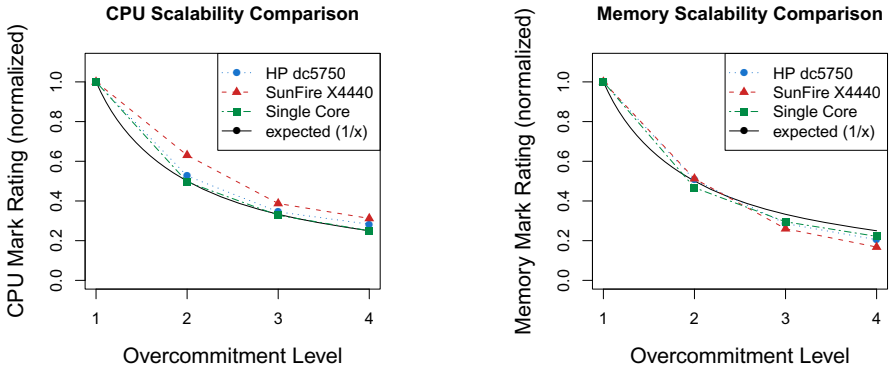 CPU Scalability Comparison
CPU Mark Rating (normalized)
1.0
0.8
0.6
0.4
0.2
0.0
HP dc5750
SunFire X4440
Single Core
expected (1/x)
1 2 3 4
Overcommitment Level
Memory Scalability Comparison
Memory Mark Rating (normalized)
1.0
0.8
0.6
0.4
0.2
0.0
HP dc5750
SunFire X4440
Single Core
expected (1/x)
1 2 3 4
Overcommitment Level